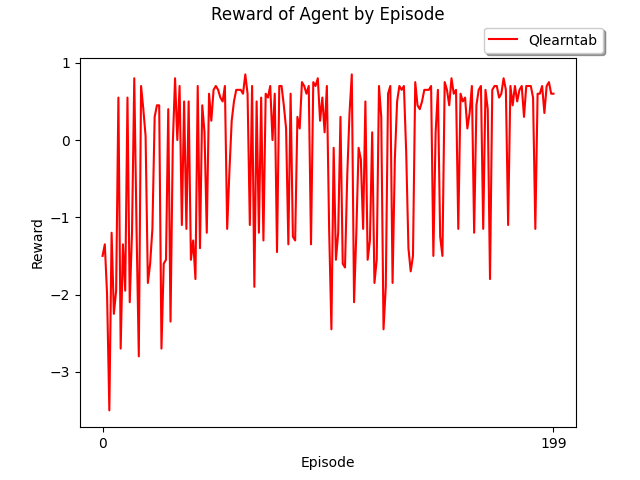 Reward of Agent by Episode
Qlearntab
1
0
−1
−2
−3
Reward
0
199
Episode